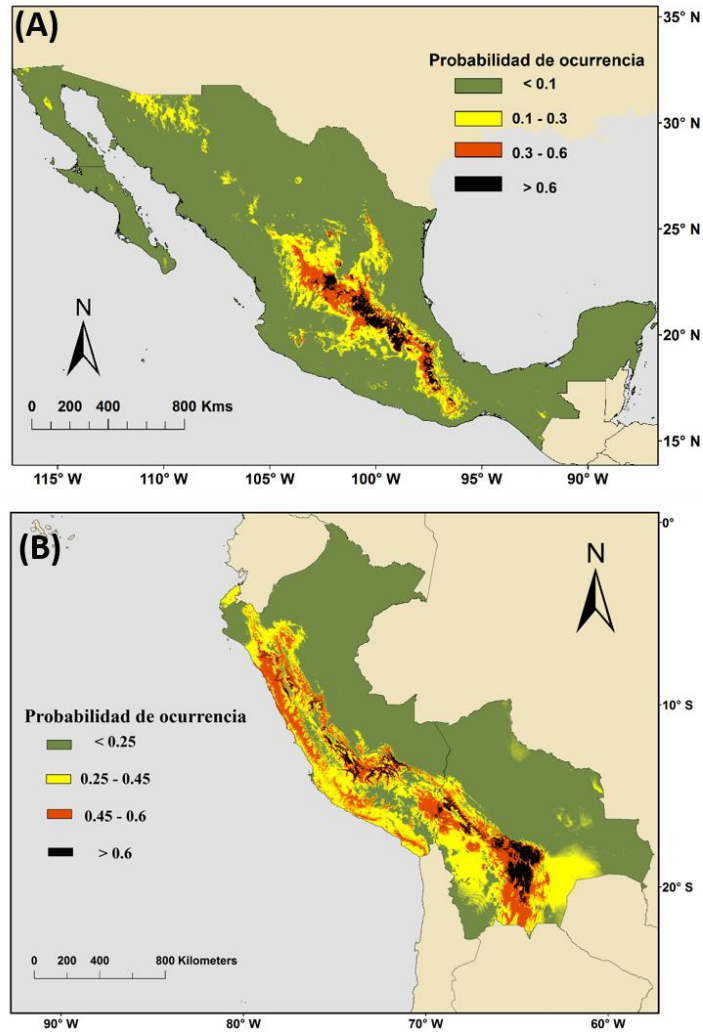 (A)
35° N
Probabilidad de ocurrencia
< 0.1
0.1 - 0.3
0.3 - 0.6
> 0.6
30° N
25° N
N
20° N
0 200 400 800 Kms
15° N
115° W 110° W 105° W 100° W 95° W 90° W
(B)
0°
N
10° S
Probabilidad de ocurrencia
< 0.25
0.25 - 0.45
0.45 - 0.6
> 0.6
20° S
0 200 400 800 Kilometers
90° W 80° W 70° W 60° W